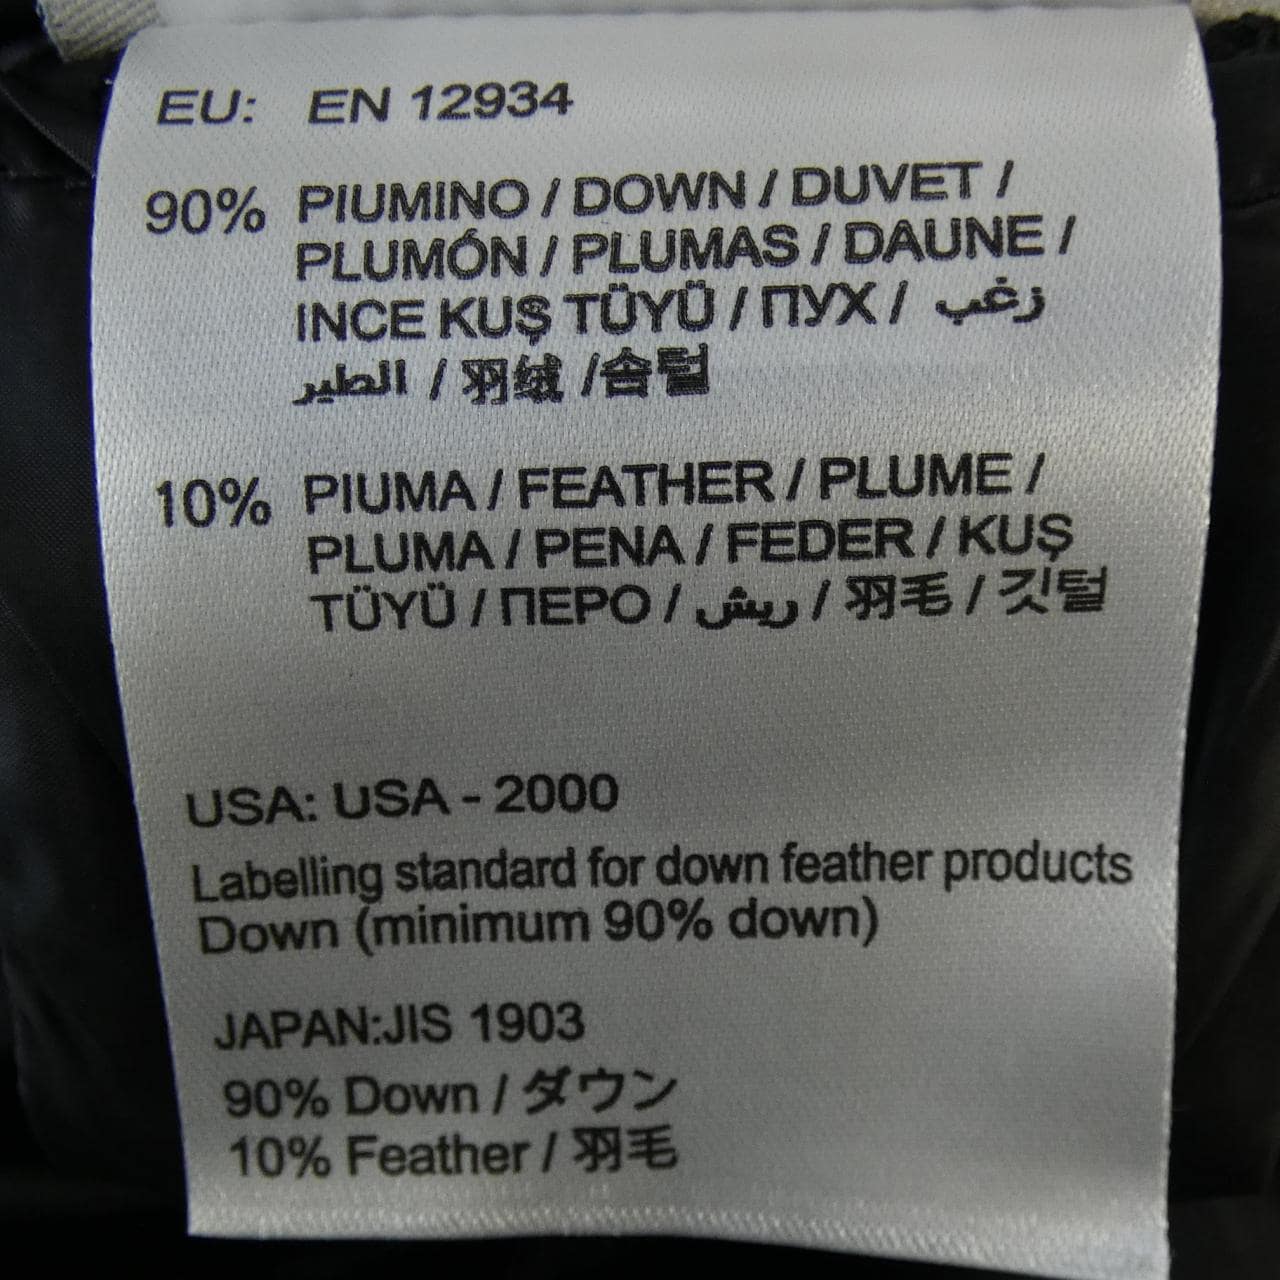 EU: EN 12934
90% PIUMINO / DOWN / DUVET /
PLUMÓN / PLUMAS / DAUNE /
INCE KUŞ TÜYÜ / ПУХ / زغب
الطير / 羽绒 /솜털
10% PIUMA / FEATHER / PLUME /
PLUMA / PENA / FEDER / KUŞ
TÜYÜ / ПЕРО / ريش / 羽毛 / 깃털
USA: USA - 2000
Labelling standard for down feather products
Down (minimum 90% down)
JAPAN:JIS 1903
90% Down / ダウン
10% Feather / 羽毛